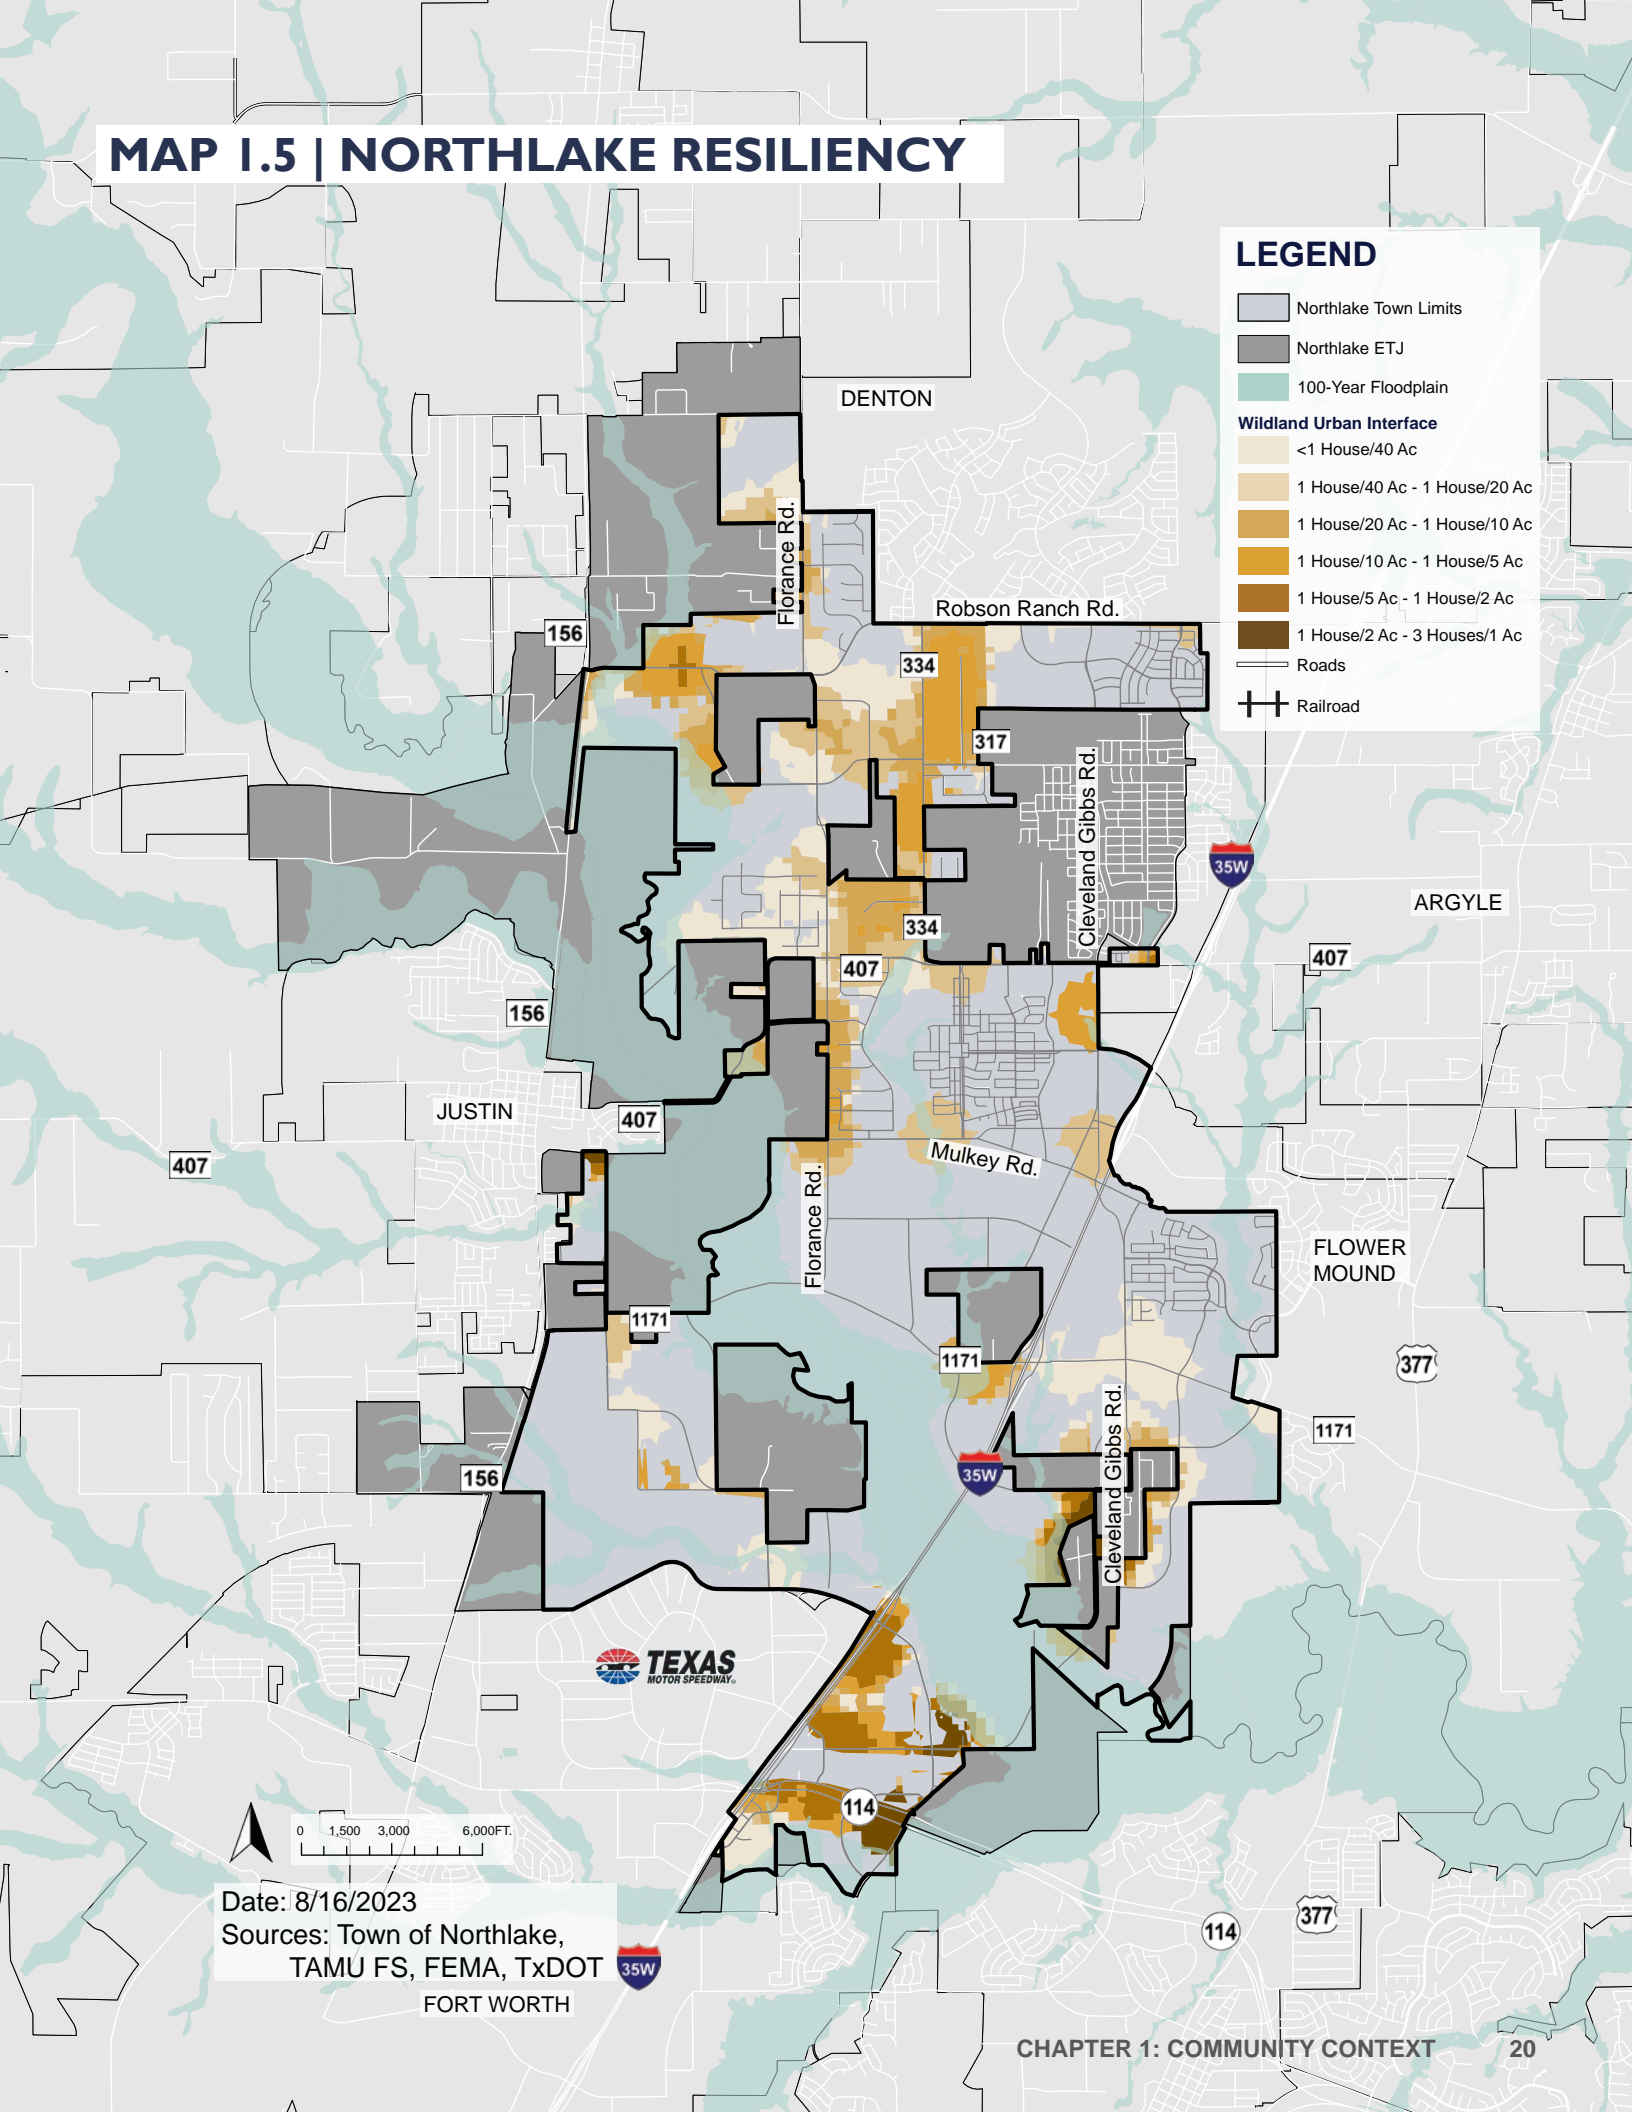 MAP 1.5 | NORTHLAKE RESILIENCY
LEGEND
Northlake Town Limits
Northlake ETJ
100-Year Floodplain
Wildland Urban Interface
<1 House/40 Ac
1 House/40 Ac - 1 House/20 Ac
1 House/20 Ac - 1 House/10 Ac
1 House/10 Ac - 1 House/5 Ac
1 House/5 Ac - 1 House/2 Ac
1 House/2 Ac - 3 Houses/1 Ac
Roads
Railroad
DENTON
Florance Rd.
Robson Ranch Rd.
156
334
317
Cleveland Gibbs Rd.
35W
ARGYLE
334
407
407
156
JUSTIN
407
407
Mulkey Rd.
Florance Rd.
FLOWER
MOUND
1171
1171
377
Cleveland Gibbs Rd.
1171
156
35W
TEXAS
MOTOR SPEEDWAY
114
0 1,500 3,000 6,000FT.
Date: 8/16/2023
Sources: Town of Northlake,
TAMU FS, FEMA, TxDOT
35W
377
114
FORT WORTH
CHAPTER 1: COMMUNITY CONTEXT 20